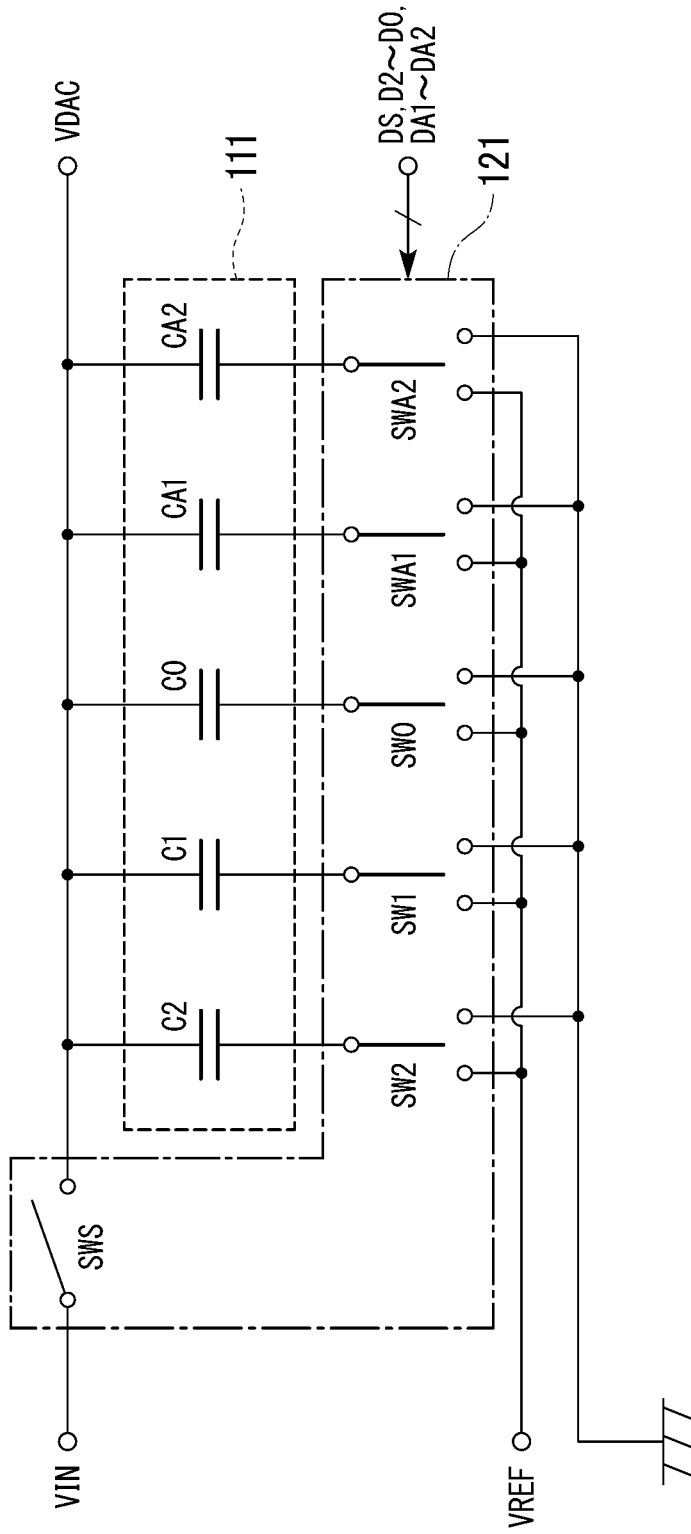 VIN
SWS
VDAC
C2
C1
C0
CA1
CA2
111
SW2
SW1
SW0
SWA1
SWA2
DS, D2～D0,
DA1～DA2
121
VREF